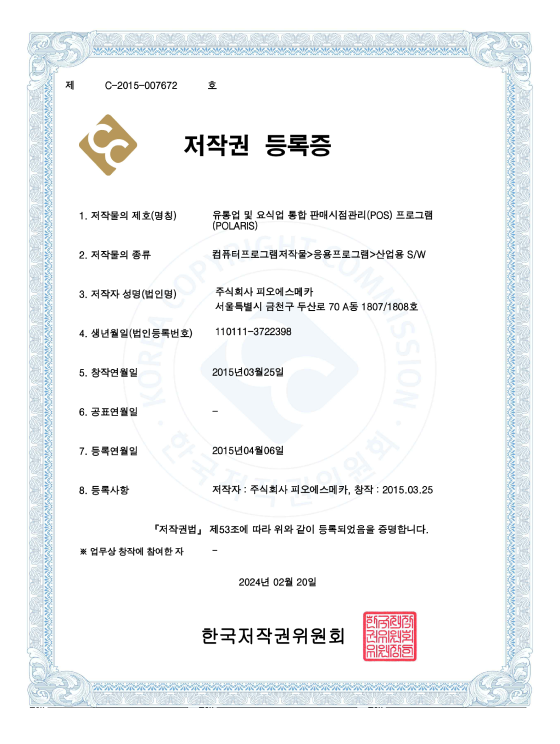 제 C-2015-007672 호
저작권 등록증
1. 저작물의 제호(명칭) 유통업 및 요식업 통합 판매시점관리(POS) 프로그램
(POLARIS)
2. 저작물의 종류 컴퓨터프로그램저작물>응용프로그램>산업용 S/W
3. 저작자 성명(법인명) 주식회사 피오에스메카
서울특별시 금천구 두산로 70 A동 1807/1808호
4. 생년월일(법인등록번호) 110111-3722398
5. 창작연월일 2015년03월25일
6. 공표연월일 -
7. 등록연월일 2015년04월06일
8. 등록사항 저작자 : 주식회사 피오에스메카, 창작 : 2015.03.25
『저작권법』 제53조에 따라 위와 같이 등록되었음을 증명합니다.
※ 업무상 창작에 참여한 자 -
2024년 02월 20일
한국저작권위원회
KOREA COPYRIGHT COMMISSION
한국저작권위원회